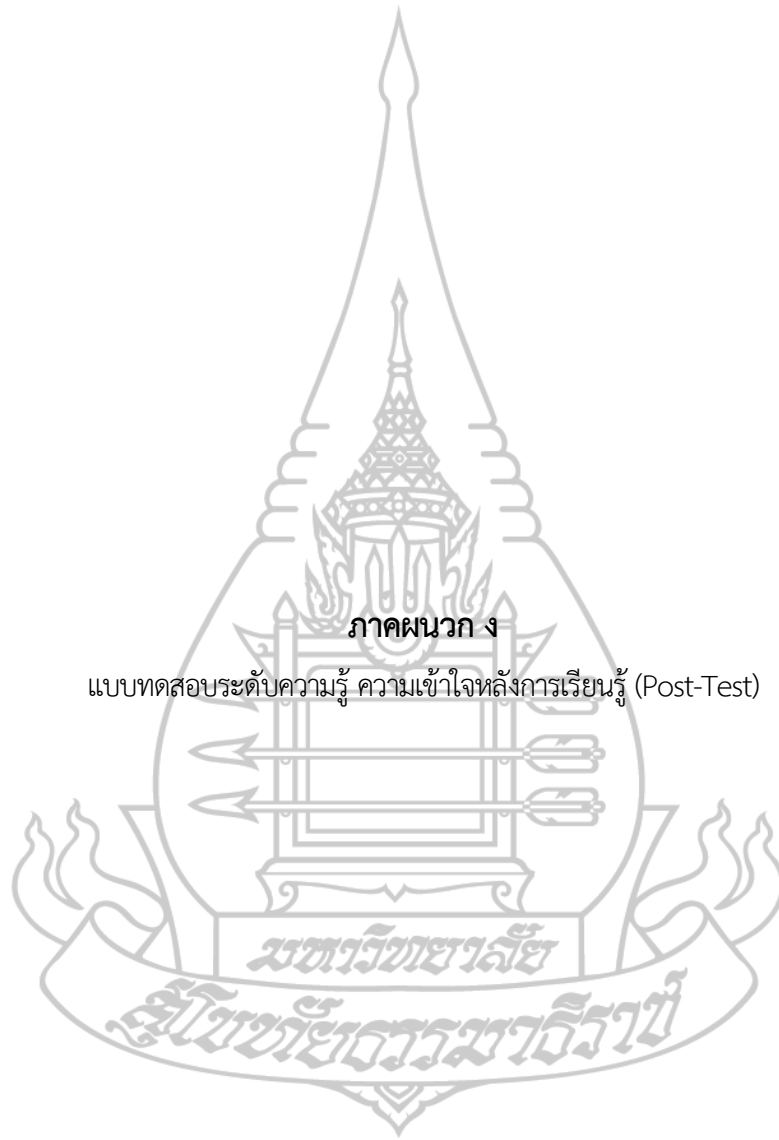 ภาคผนวก ง
แบบทดสอบระดับความรู้ ความเข้าใจหลังการเรียนรู้ (Post-Test)
มหาวิทยาลัย
สุโขทัยธรรมาธิราช